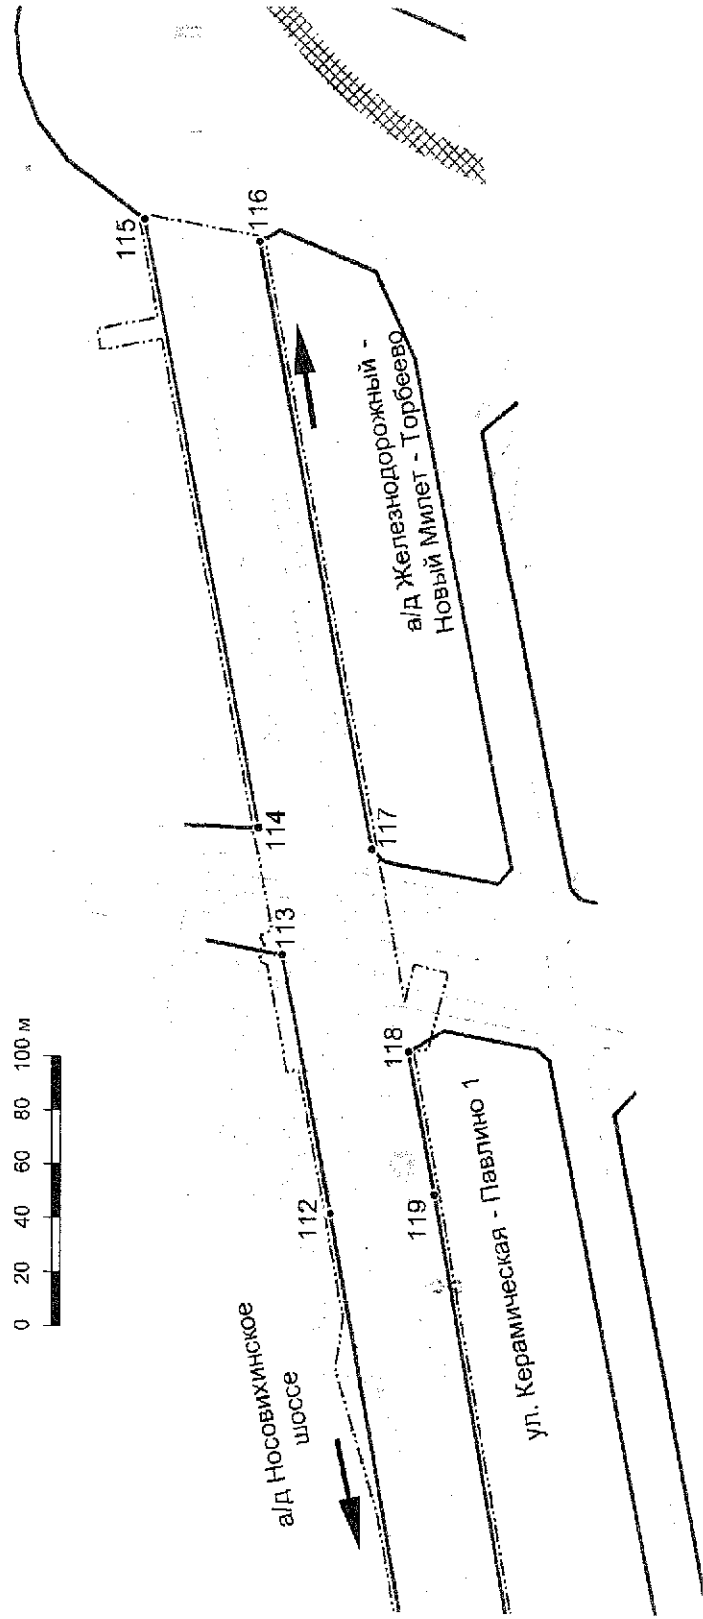 0 20 40 60 80 100 м
а/д Носовихинское
шоссе
112
113
114
115
116
117
118
119
а/д Железнодорожный -
Новый Милет - Торбеево
ул. Керамическая - Павлино 1